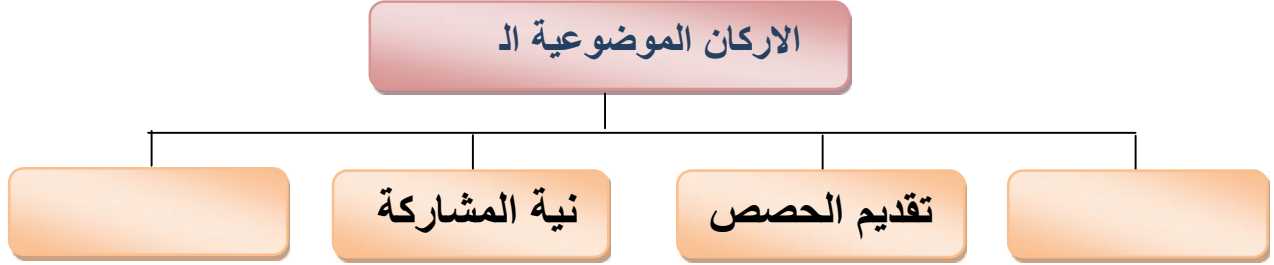 الاركان الموضوعية الـ
تقديم الحصص
نية المشاركة